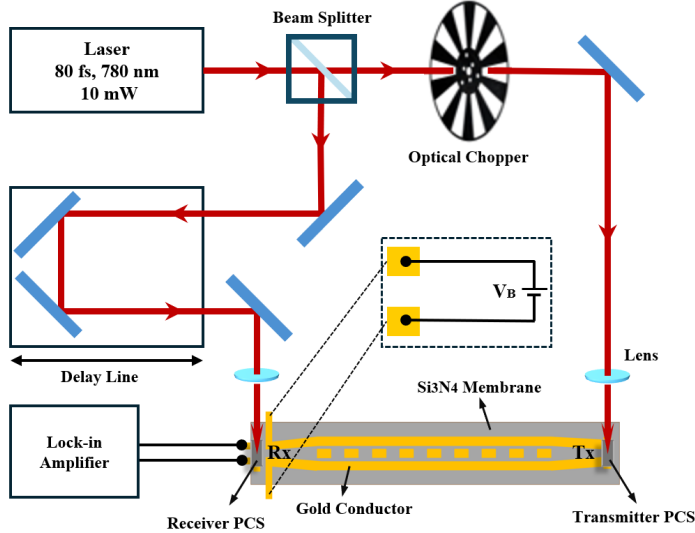 Beam Splitter
Laser
80 fs, 780 nm
10 mW
Optical Chopper
V_B
Delay Line
Lens
Si3N4 Membrane
Lock-in
Amplifier
Rx
Tx
Receiver PCS
Gold Conductor
Transmitter PCS